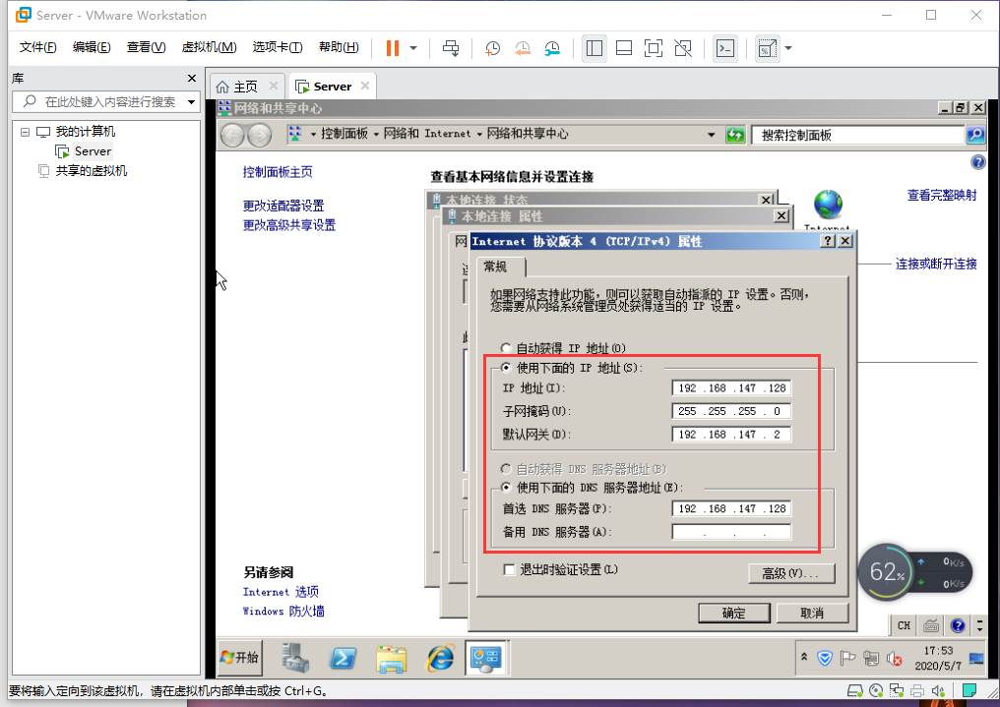 Server - VMware Workstation
文件(F) 编辑(E) 查看(V) 虚拟机(M) 选项卡(T) 帮助(H)
库
在此处键入内容进行搜索
我的计算机
Server
共享的虚拟机
主页
Server
网络和共享中心
控制面板 网络和 Internet 网络和共享中心
搜索控制面板
控制面板主页
更改适配器设置
更改高级共享设置
查看基本网络信息并设置连接
查看完整映射
本地连接 状态
本地连接 属性
Internet
连接或断开连接
Internet 协议版本 4 (TCP/IPv4) 属性
常规
如果网络支持此功能，则可以获取自动指派的 IP 设置。否则，
您需要从网络系统管理员处获得适当的 IP 设置。
自动获得 IP 地址(O)
使用下面的 IP 地址(S):
IP 地址(I): 192 .168 .147 .128
子网掩码(U): 255 .255 .255 . 0
默认网关(D): 192 .168 .147 . 2
自动获得 DNS 服务器地址(B)
使用下面的 DNS 服务器地址(E):
首选 DNS 服务器(P): 192 .168 .147 .128
备用 DNS 服务器(A): . . .
退出时验证设置(L)
高级(V)...
确定 取消
另请参阅
Internet 选项
Windows 防火墙
62%
0K/s
0K/s
CH
开始
17:53
2020/5/7
要将输入定向到该虚拟机，请在虚拟机内部单击或按 Ctrl+G。